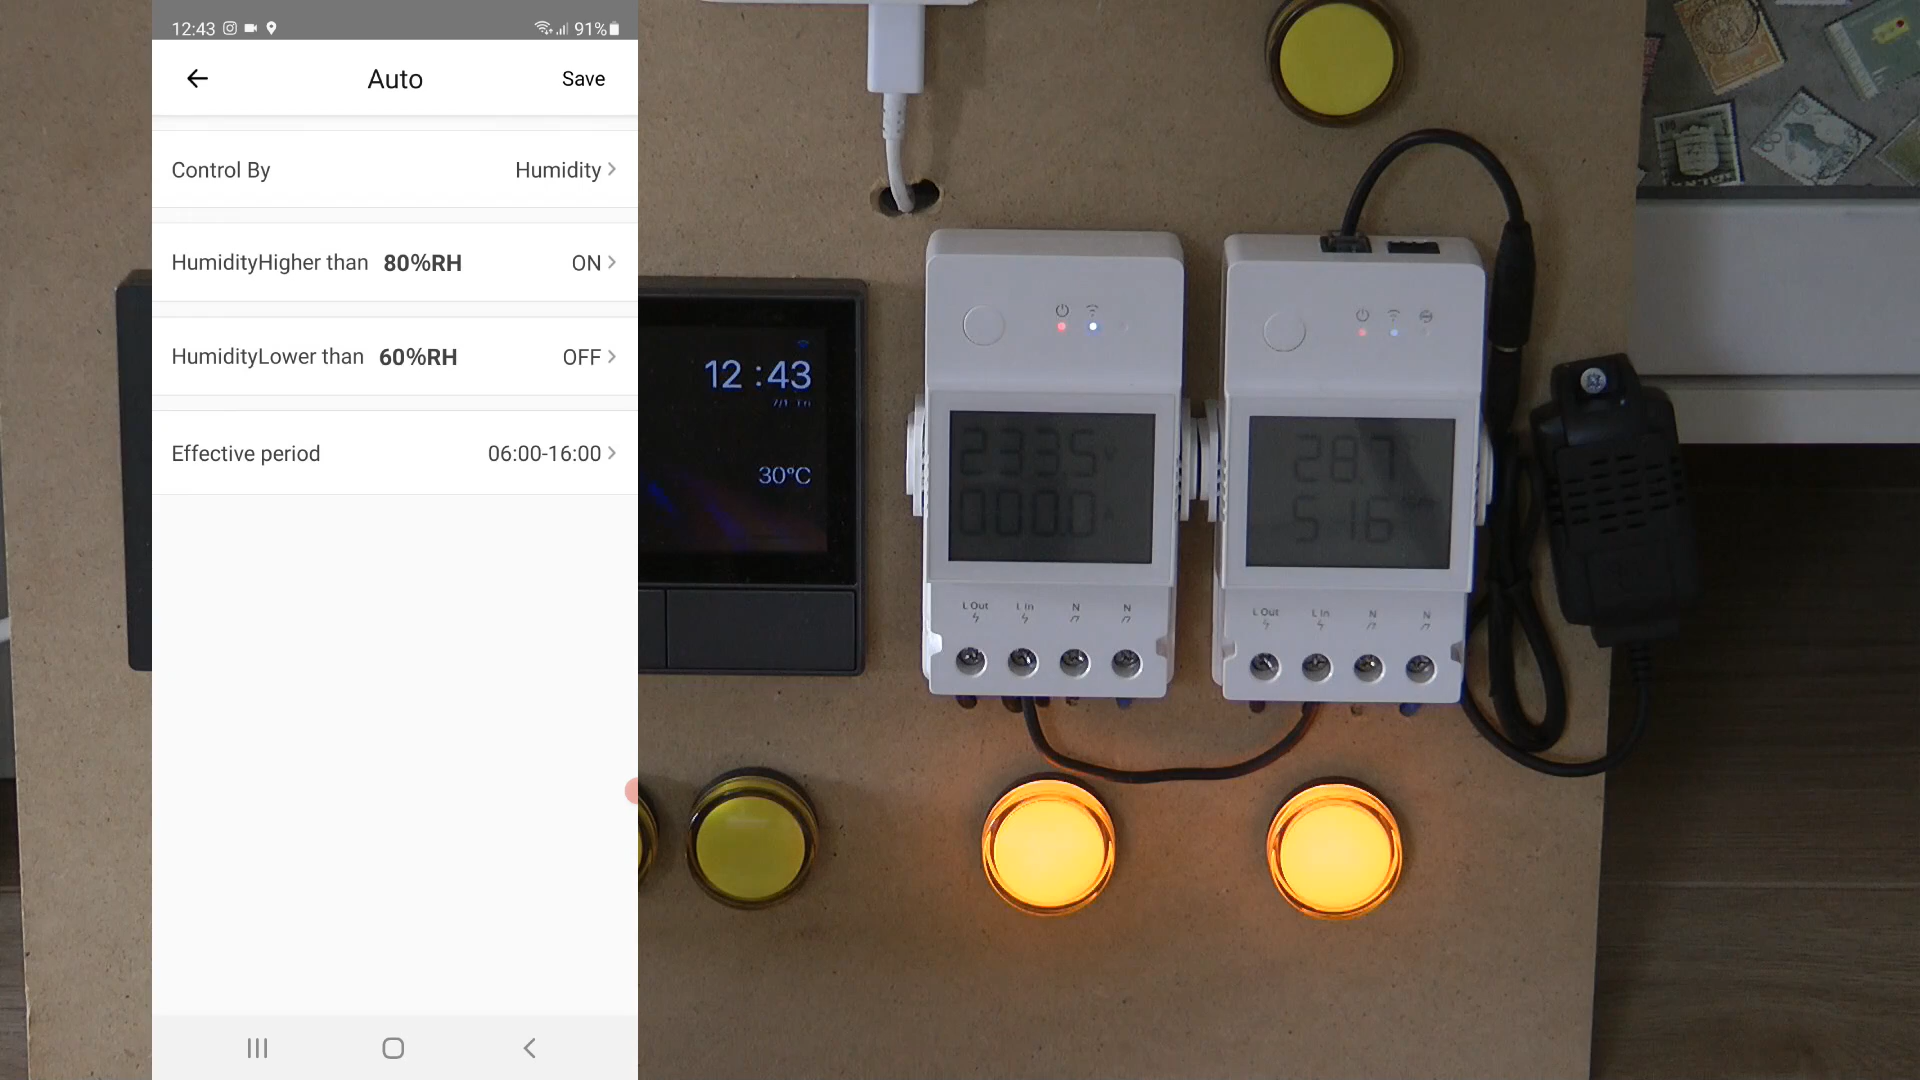 12:43
91%
Auto
Save
Control By
Humidity
HumidityHigher than 80%RH
ON
HumidityLower than 60%RH
OFF
Effective period
06:00-16:00
12:43
30°C
233.5 V
000.0 A
28.7
51.6
L Out L In N N
L Out L In N N